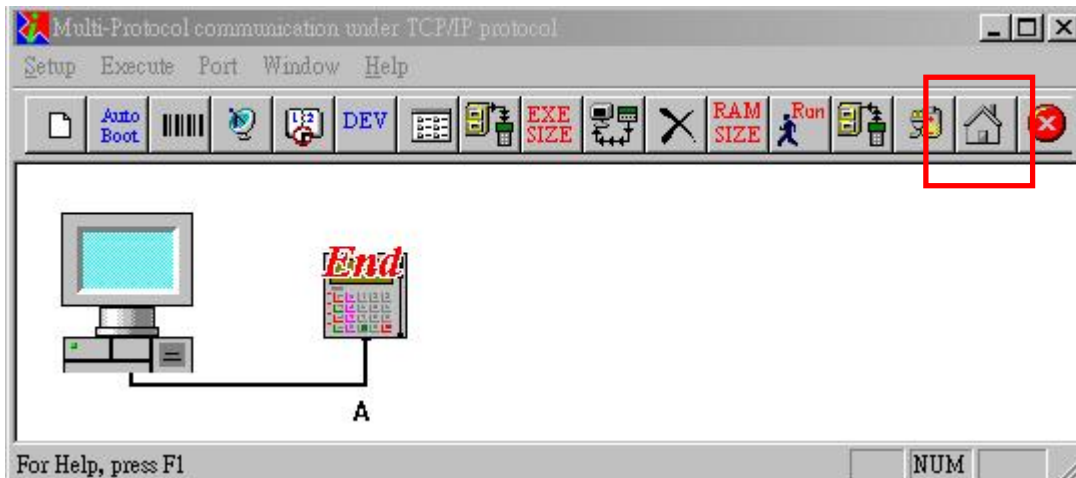 Multi-Protocol communication under TCP/IP protocol
Setup Execute Port Window Help
Auto
Boot
DEV
EXE
SIZE
RAM
SIZE
Run
End
A
For Help, press F1
NUM